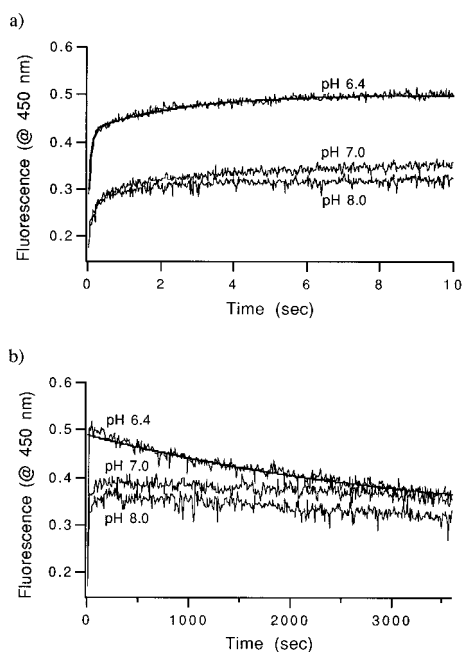 a)
0.6
0.5
0.4
0.3
0.2
Fluorescence (@ 450 nm)
pH 6.4
pH 7.0
pH 8.0
0 2 4 6 8 10
Time (sec)
b)
0.6
0.5
0.4
0.3
0.2
Fluorescence (@ 450 nm)
pH 6.4
pH 7.0
pH 8.0
0 1000 2000 3000
Time (sec)